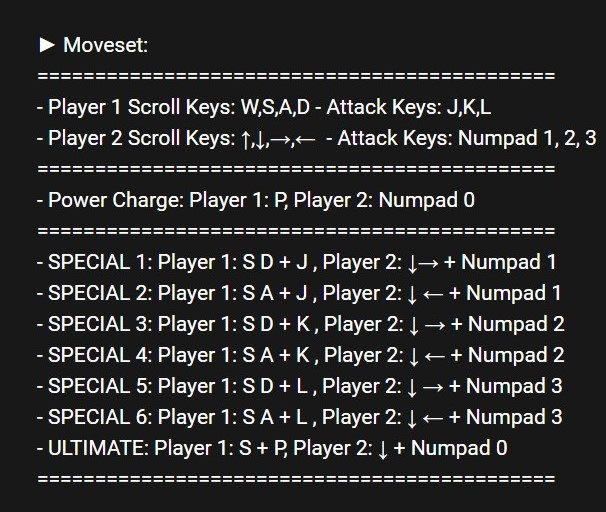 ► Moveset:
=============================================
- Player 1 Scroll Keys: W,S,A,D - Attack Keys: J,K,L
- Player 2 Scroll Keys: ↑,↓,→,← - Attack Keys: Numpad 1, 2, 3
=============================================
- Power Charge: Player 1: P, Player 2: Numpad 0
=============================================
- SPECIAL 1: Player 1: S D + J , Player 2: ↓→ + Numpad 1
- SPECIAL 2: Player 1: S A + J , Player 2: ↓ ← + Numpad 1
- SPECIAL 3: Player 1: S D + K , Player 2: ↓ → + Numpad 2
- SPECIAL 4: Player 1: S A + K , Player 2: ↓ ← + Numpad 2
- SPECIAL 5: Player 1: S D + L , Player 2: ↓ → + Numpad 3
- SPECIAL 6: Player 1: S A + L , Player 2: ↓ ← + Numpad 3
- ULTIMATE: Player 1: S + P, Player 2: ↓ + Numpad 0
=============================================